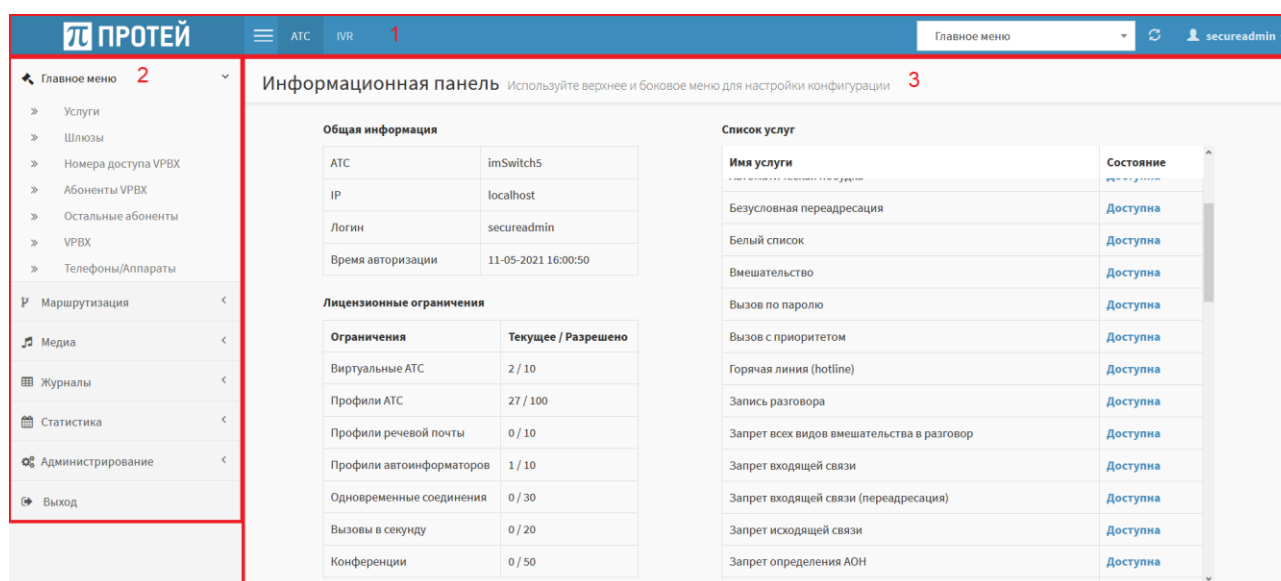 ПРОТЕЙ
АТС IVR 1
Главное меню
secureadmin
Главное меню 2
Услуги
Шлюзы
Номера доступа VPBX
Абоненты VPBX
Остальные абоненты
VPBX
Телефоны/Аппараты
Маршрутизация
Медиа
Журналы
Статистика
Администрирование
Выход
Информационная панель Используйте верхнее и боковое меню для настройки конфигурации 3
Общая информация
АТС imSwitch5
IP localhost
Логин secureadmin
Время авторизации 11-05-2021 16:00:50
Лицензионные ограничения
Ограничения Текущее / Разрешено
Виртуальные АТС 2 / 10
Профили АТС 27 / 100
Профили речевой почты 0 / 10
Профили автоинформаторов 1 / 10
Одновременные соединения 0 / 30
Вызовы в секунду 0 / 20
Конференции 0 / 50
Список услуг
Имя услуги Состояние
Безусловная переадресация Доступна
Белый список Доступна
Вмешательство Доступна
Вызов по паролю Доступна
Вызов с приоритетом Доступна
Горячая линия (hotline) Доступна
Запись разговора Доступна
Запрет всех видов вмешательства в разговор Доступна
Запрет входящей связи Доступна
Запрет входящей связи (переадресация) Доступна
Запрет исходящей связи Доступна
Запрет определения АОН Доступна